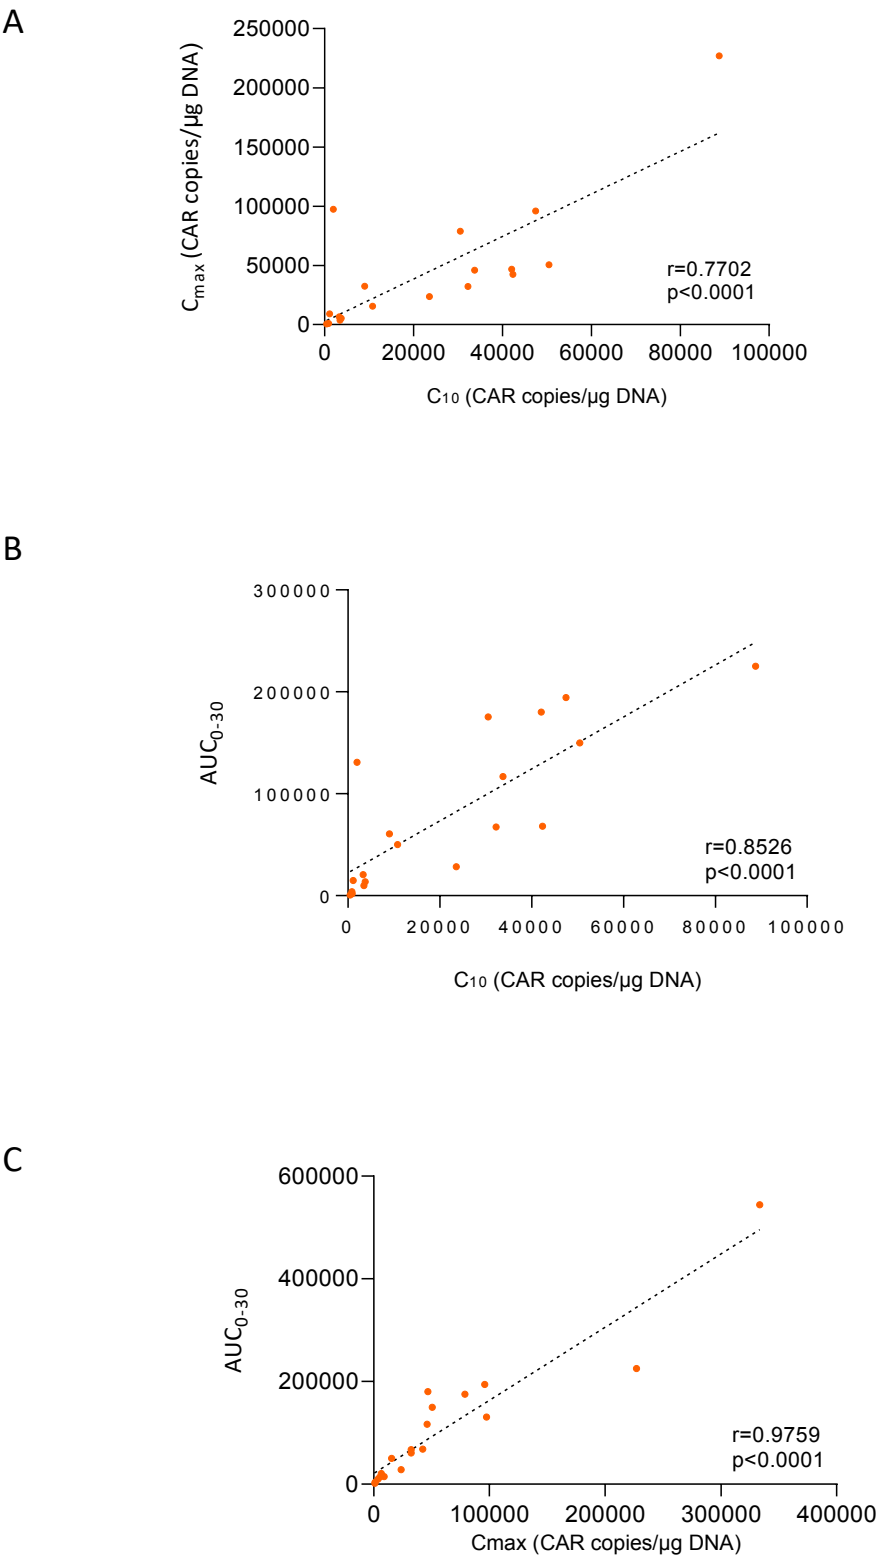 A
250000
200000
150000
100000
50000
0
Cmax (CAR copies/µg DNA)
r=0.7702
p<0.0001
0 20000 40000 60000 80000 100000
C10 (CAR copies/µg DNA)
B
300000
200000
100000
0
AUC0-30
r=0.8526
p<0.0001
0 20000 40000 60000 80000 100000
C10 (CAR copies/µg DNA)
C
600000
400000
200000
0
AUC0-30
r=0.9759
p<0.0001
0 100000 200000 300000 400000
Cmax (CAR copies/µg DNA)